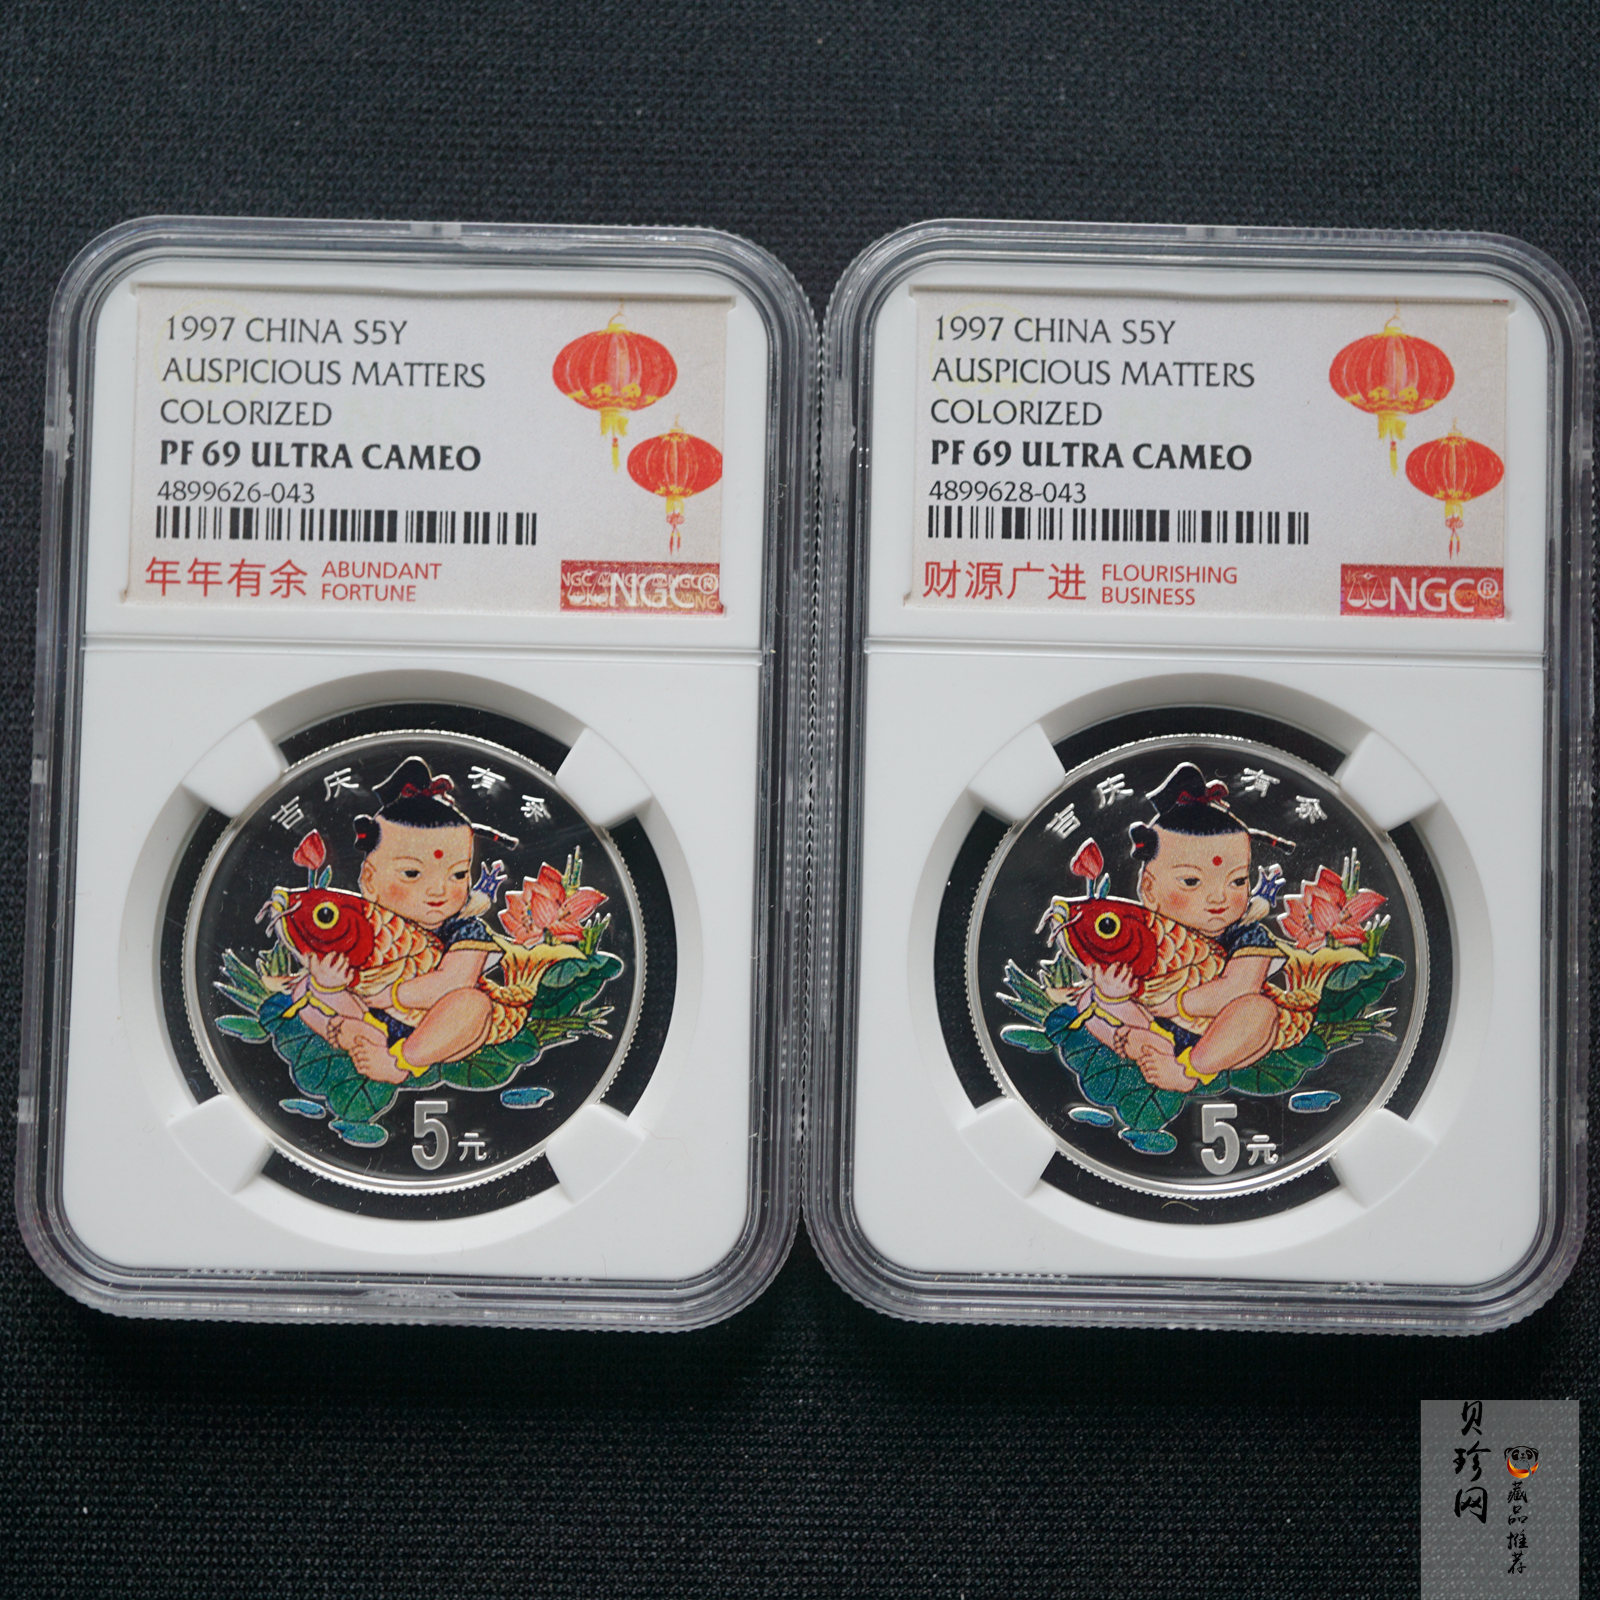 1997 CHINA S5Y
AUSPICIOUS MATTERS
COLORIZED
PF 69 ULTRA CAMEO
4899626-043
年年有余 ABUNDANT
FORTUNE
NGC®
吉庆有余
5元
1997 CHINA S5Y
AUSPICIOUS MATTERS
COLORIZED
PF 69 ULTRA CAMEO
4899628-043
财源广进 FLOURISHING
BUSINESS
NGC®
吉庆有余
5元
贝珍网
藏品推荐